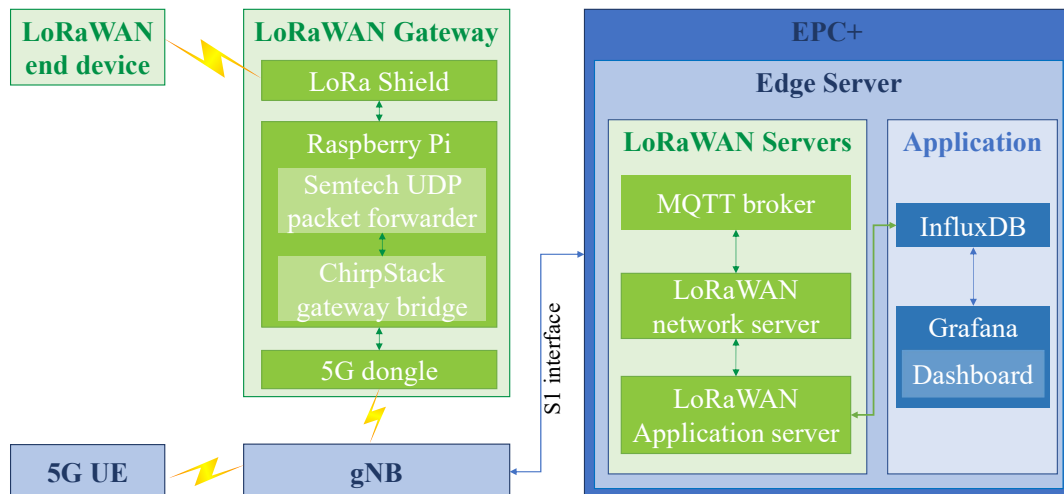 LoRaWAN
end device
LoRaWAN Gateway
LoRa Shield
Raspberry Pi
Semtech UDP
packet forwarder
ChirpStack
gateway bridge
5G dongle
5G UE
gNB
S1 interface
EPC+
Edge Server
LoRaWAN Servers
MQTT broker
LoRaWAN
network server
LoRaWAN
Application server
Application
InfluxDB
Grafana
Dashboard